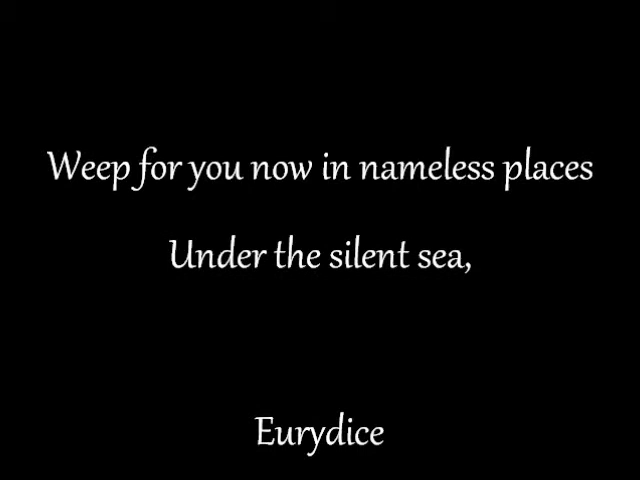 Weep for you now in nameless places
Under the silent sea,
Eurydice